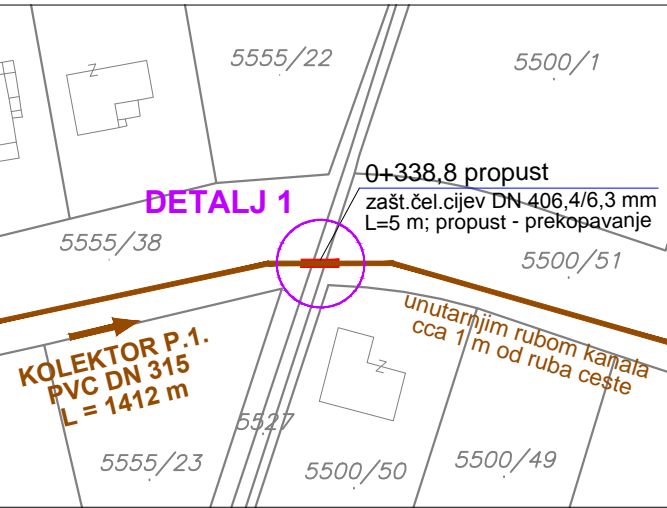 5555/22
5500/1
Z
0+338,8 propust
zašt.čel.cijev DN 406,4/6,3 mm
L=5 m; propust - prekopavanje
DETALJ 1
5555/38
5500/51
unutarnjim rubom kanala
cca 1 m od ruba ceste
KOLEKTOR P.1.
PVC DN 315
L = 1412 m
Z
5527
5555/23
5500/50
5500/49